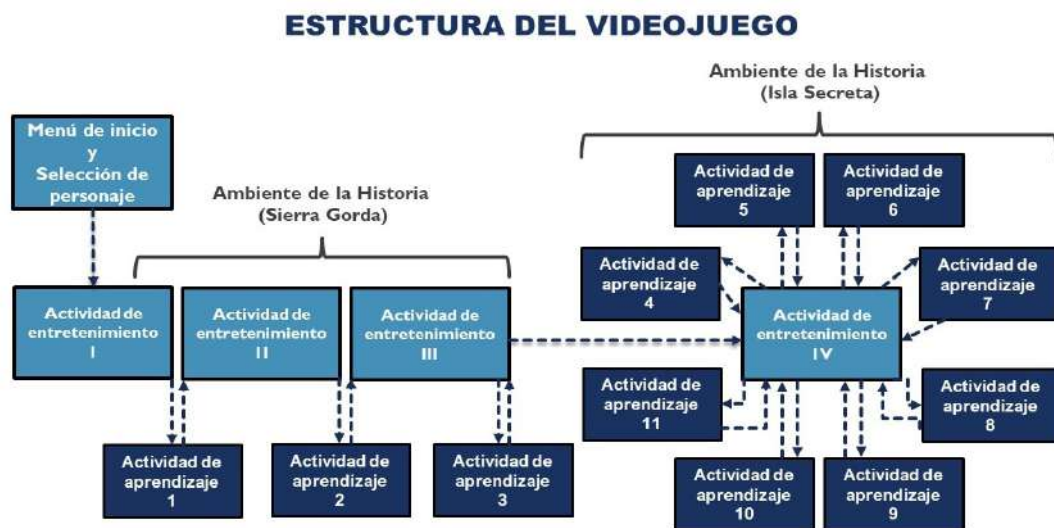 ESTRUCTURA DEL VIDEOJUEGO
Ambiente de la Historia
(Isla Secreta)
Menú de inicio
y
Selección de
personaje
Ambiente de la Historia
(Sierra Gorda)
Actividad de
aprendizaje
5
Actividad de
aprendizaje
6
Actividad de
aprendizaje
4
Actividad de
aprendizaje
7
Actividad de
entretenimiento
I
Actividad de
entretenimiento
II
Actividad de
entretenimiento
III
Actividad de
entretenimiento
IV
Actividad de
aprendizaje
11
Actividad de
aprendizaje
8
Actividad de
aprendizaje
1
Actividad de
aprendizaje
2
Actividad de
aprendizaje
3
Actividad de
aprendizaje
10
Actividad de
aprendizaje
9